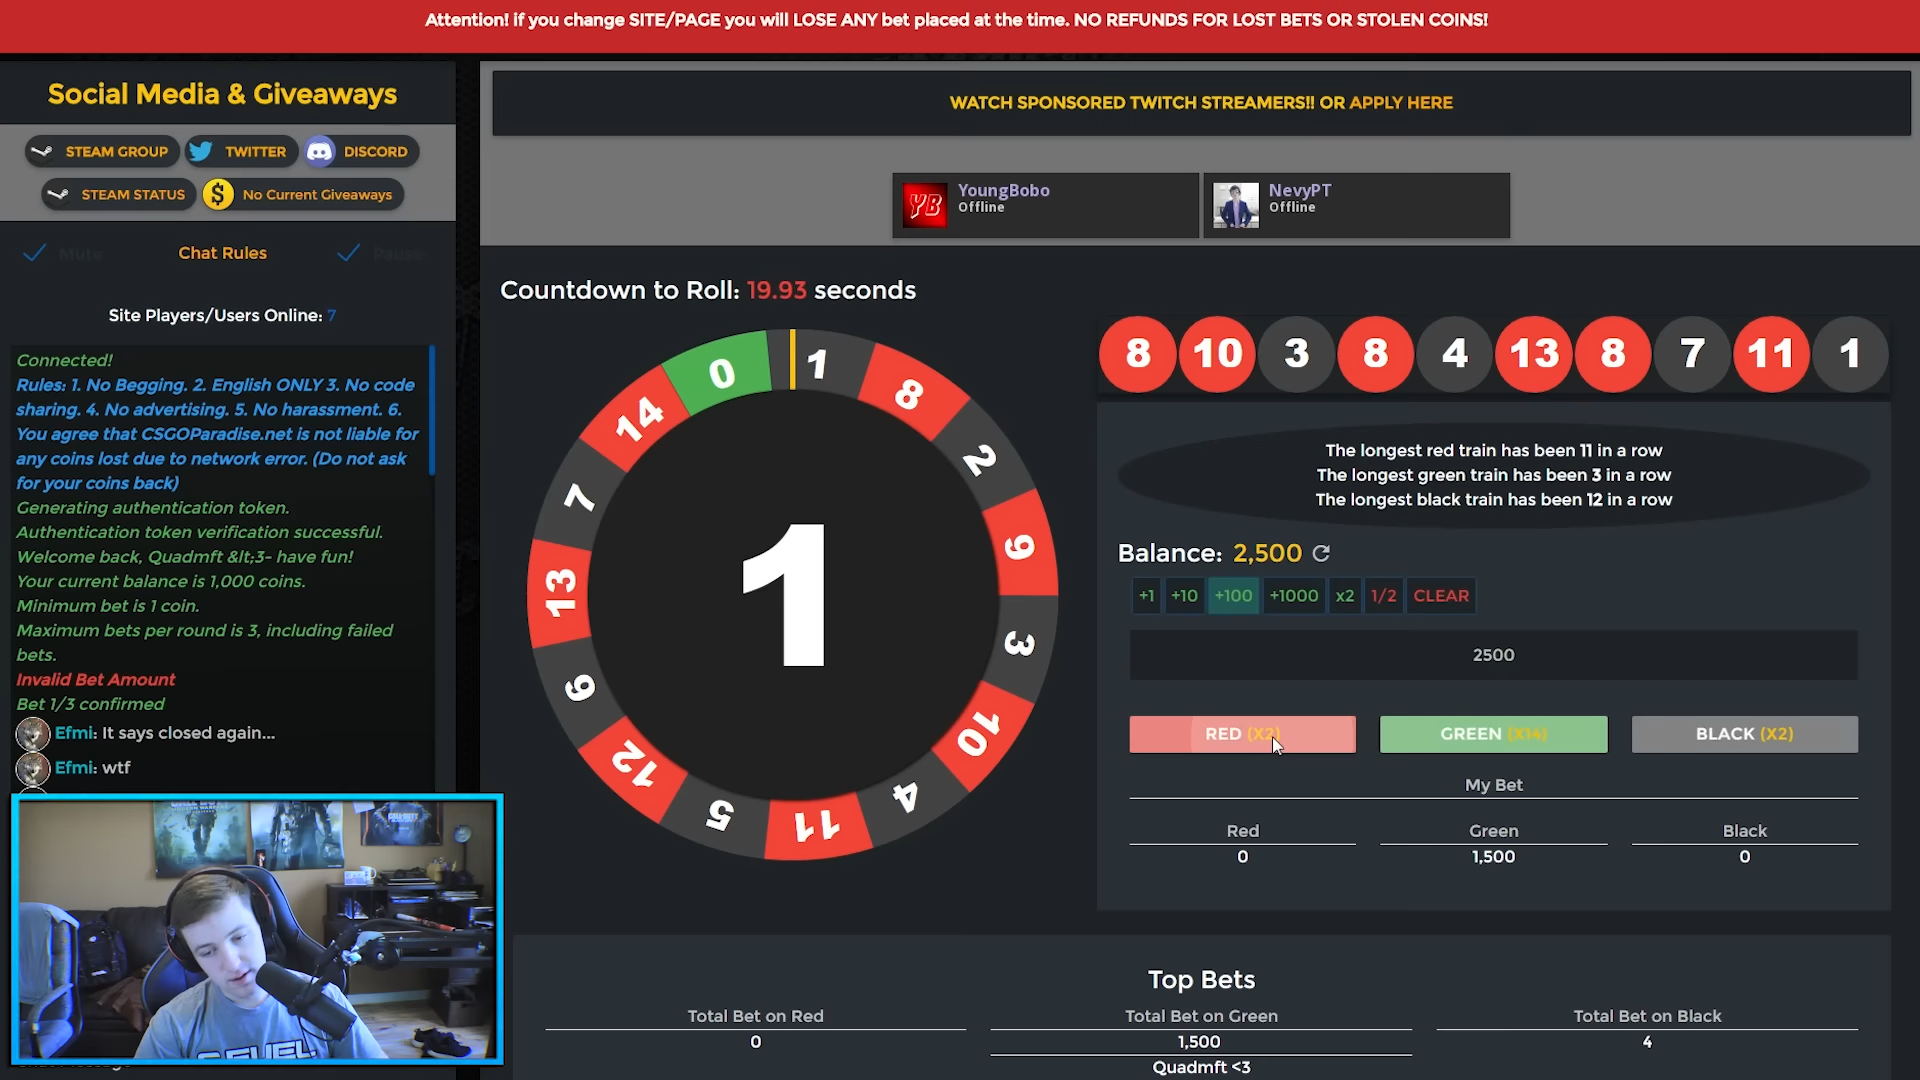 Attention! if you change SITE/PAGE you will LOSE ANY bet placed at the time. NO REFUNDS FOR LOST BETS OR STOLEN COINS!
Social Media & Giveaways
STEAM GROUP
TWITTER
DISCORD
STEAM STATUS
$
No Current Giveaways
Mute
Chat Rules
Pause
Site Players/Users Online: 7
Connected!
Rules: 1. No Begging. 2. English ONLY 3. No code
sharing. 4. No advertising. 5. No harassment. 6.
You agree that CSGOParadise.net is not liable for
any coins lost due to network error. (Do not ask
for your coins back)
Generating authentication token.
Authentication token verification successful.
Welcome back, Quadmft &lt;3- have fun!
Your current balance is 1,000 coins.
Minimum bet is 1 coin.
Maximum bets per round is 3, including failed
bets.
Invalid Bet Amount
Bet 1/3 confirmed
Efmi: It says closed again...
Efmi: wtf
WATCH SPONSORED TWITCH STREAMERS!! OR APPLY HERE
YB
YoungBobo
Offline
NevyPT
Offline
Countdown to Roll: 19.93 seconds
0
1
8
2
9
3
10
4
11
5
12
6
13
7
14
1
8 10 3 8 4 13 8 7 11 1
The longest red train has been 11 in a row
The longest green train has been 3 in a row
The longest black train has been 12 in a row
Balance: 2,500
+1 +10 +100 +1000 x2 1/2 CLEAR
2500
RED (X2)
GREEN (X14)
BLACK (X2)
My Bet
Red Green Black
0 1,500 0
Top Bets
Total Bet on Red Total Bet on Green Total Bet on Black
0 1,500 4
Quadmft <3